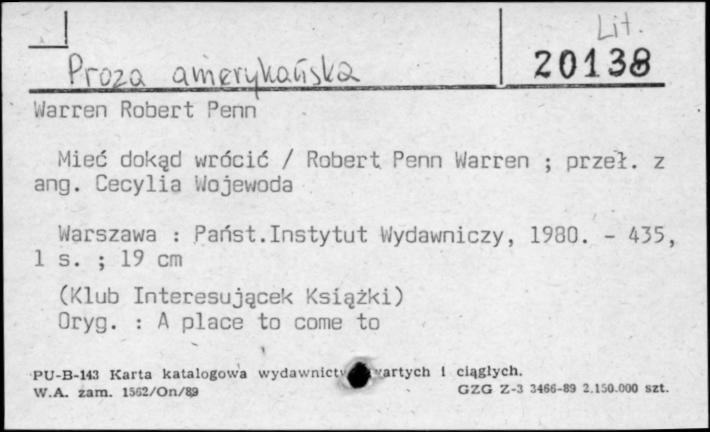 Lit.
Proza amerykańska 20138
Warren Robert Penn
Mieć dokąd wrócić / Robert Penn Warren ; przeł. z
ang. Cecylia Wojewoda
Warszawa : Państ.Instytut Wydawniczy, 1980. - 435,
1 s. ; 19 cm
(Klub Interesującek Książki)
Oryg. : A place to come to
PU-B-143 Karta katalogowa wydawnict wartych i ciągłych.
W.A. zam. 1562/On/89 GZG Z-3 3466-89 2.150.000 szt.